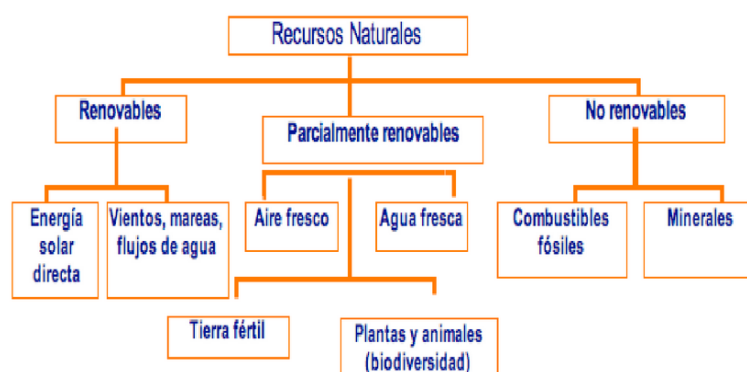 Recursos Naturales
Renovables
Parcialmente renovables
No renovables
Energía
solar
directa
Vientos, mareas,
flujos de agua
Aire fresco
Agua fresca
Combustibles
fósiles
Minerales
Tierra fértil
Plantas y animales
(biodiversidad)